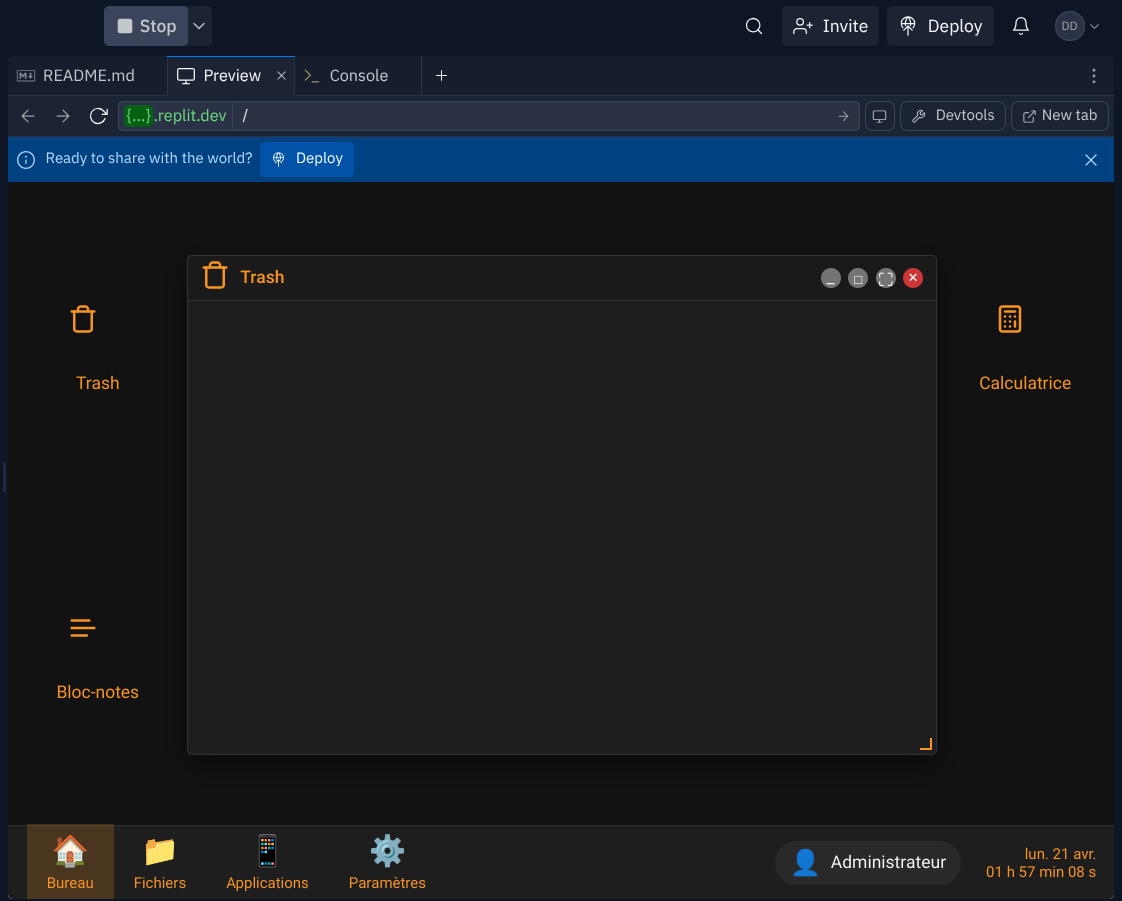 Stop
Invite
Deploy
DD
README.md
Preview
Console
{...}.replit.dev /
Devtools
New tab
Ready to share with the world?
Deploy
Trash
Trash
Calculatrice
Bloc-notes
Bureau
Fichiers
Applications
Paramètres
Administrateur
lun. 21 avr.
01 h 57 min 08 s